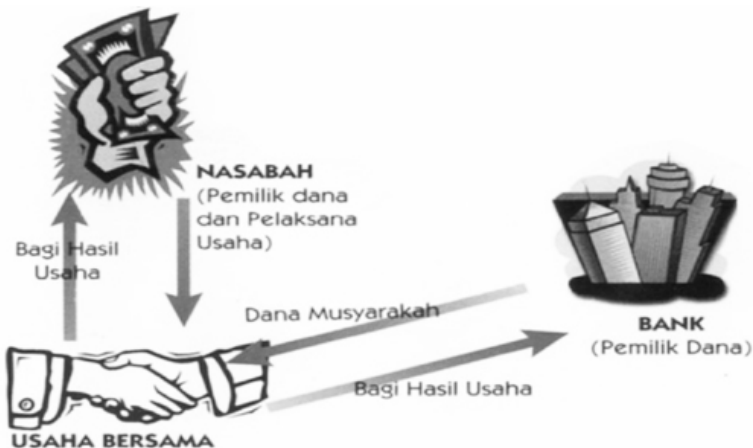 NASABAH
(Pemilik dana
dan Pelaksana
Usaha)
Bagi Hasil
Usaha
Dana Musyarakah
BANK
(Pemilik Dana)
Bagi Hasil Usaha
USAHA BERSAMA